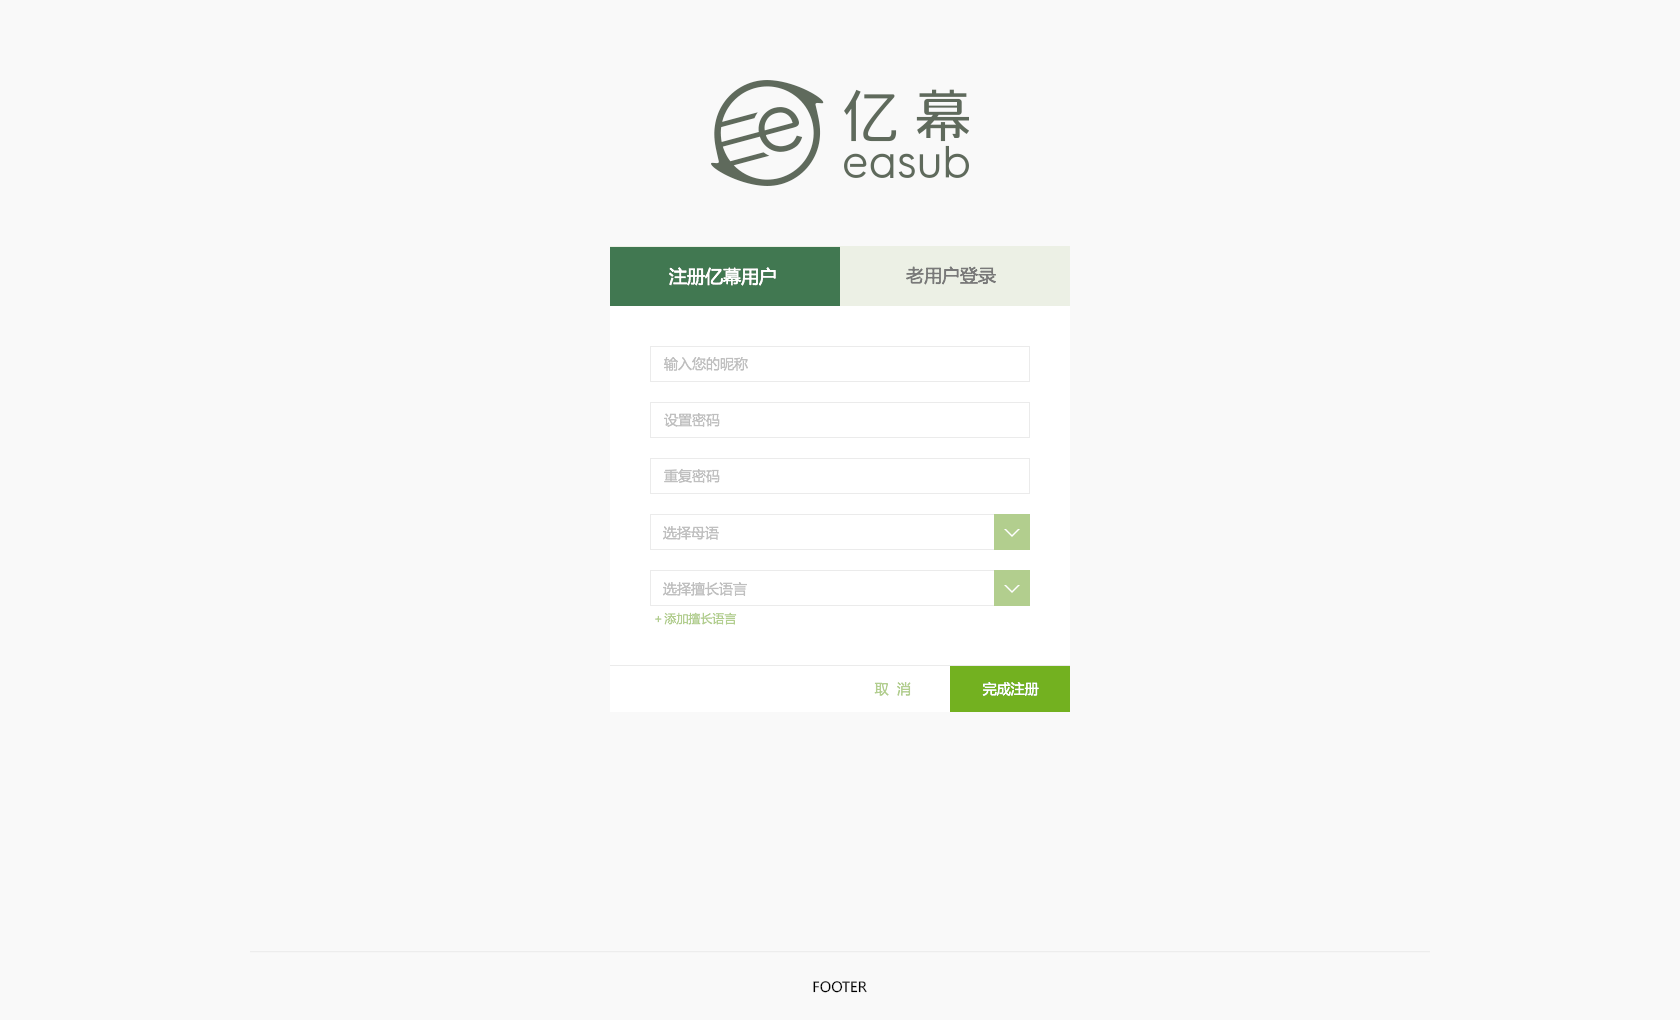 亿幕
easub
注册亿幕用户
老用户登录
输入您的昵称
设置密码
重复密码
选择母语
选择擅长语言
+ 添加擅长语言
取 消
完成注册
FOOTER